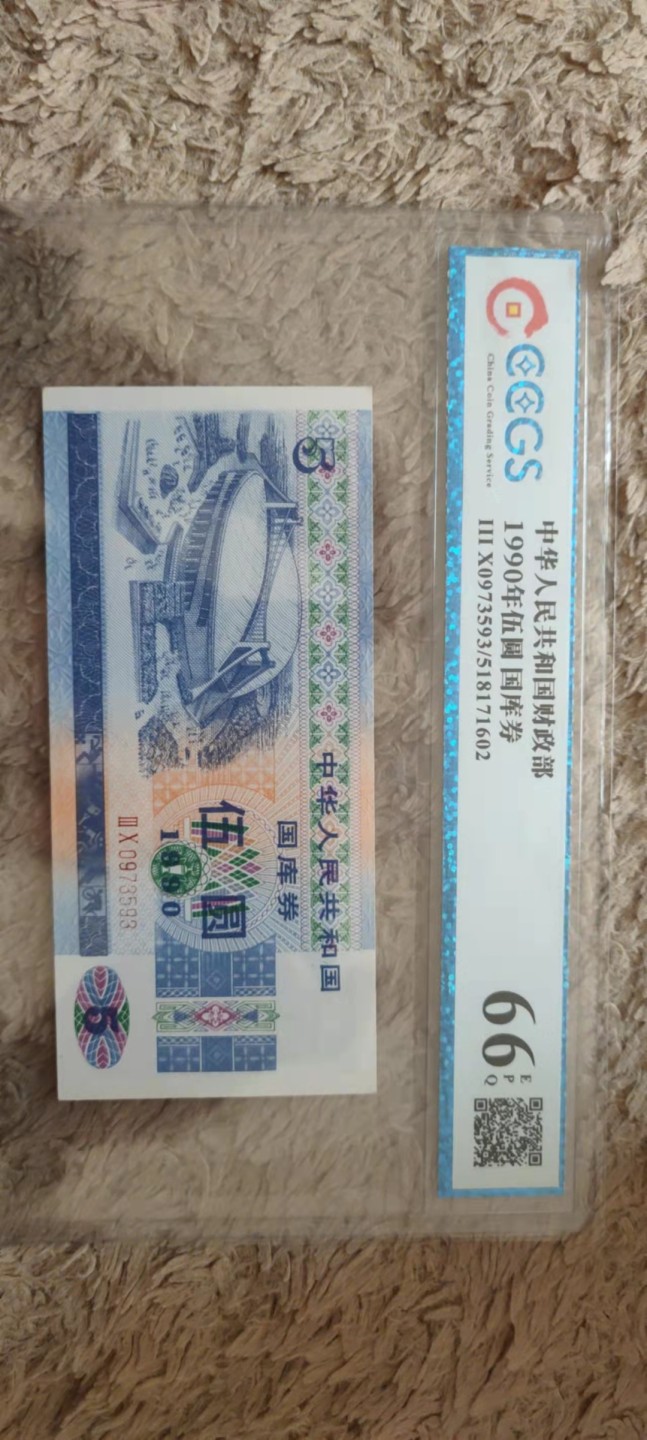 CCGS
China Coin Grading Service
中华人民共和国财政部
1990年伍圆 国库券
III X0973593/518171602
66
E
P
Q
5
中华人民共和国
国库券
伍圆
1990
III X0973593
5